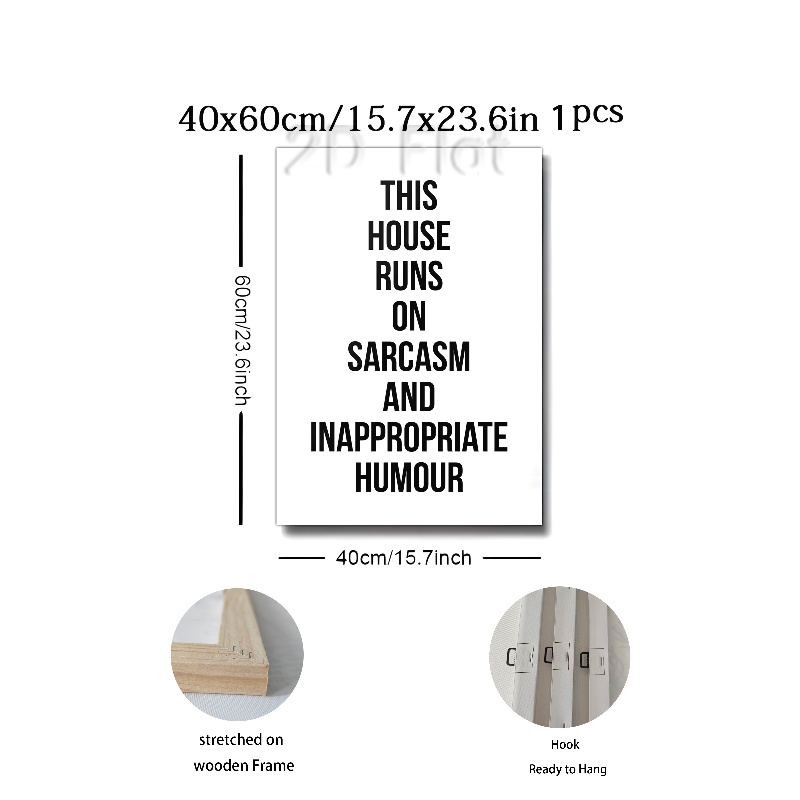 40x60cm/15.7x23.6in 1pcs
2D Flat
THIS
HOUSE
RUNS
ON
SARCASM
AND
INAPPROPRIATE
HUMOUR
60cm/23.6inch
40cm/15.7inch
stretched on
wooden Frame
Hook
Ready to Hang